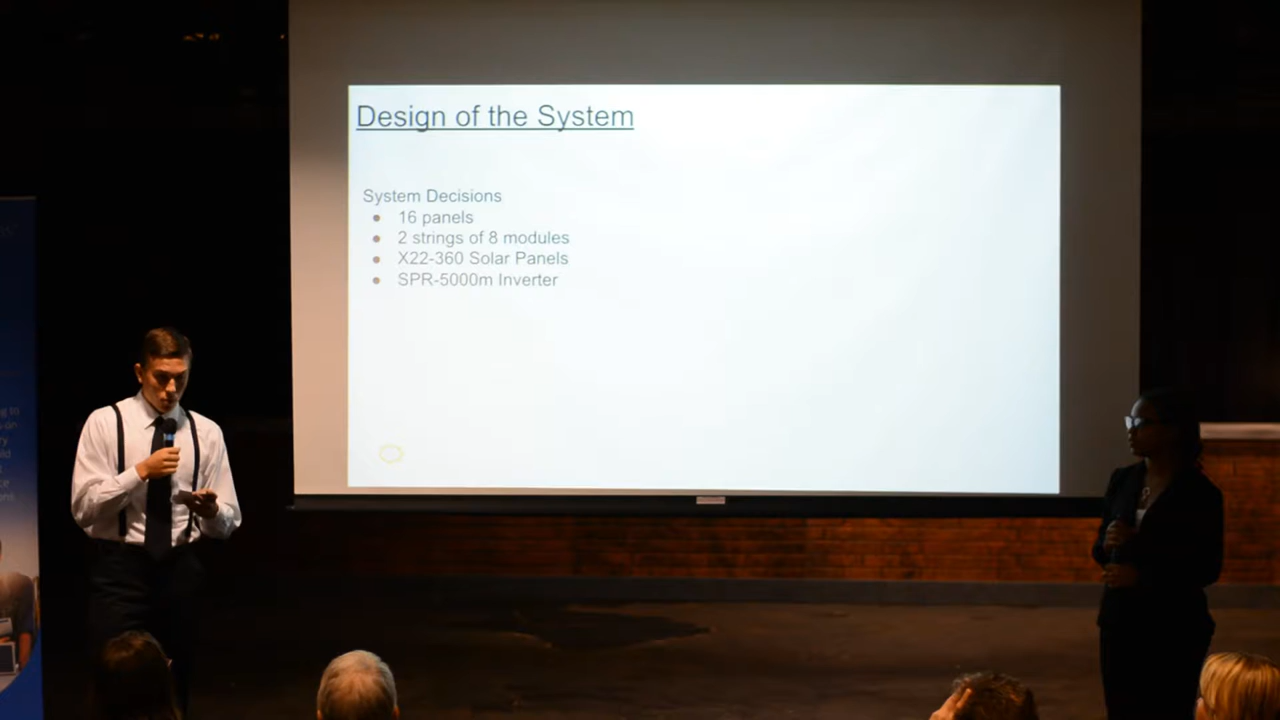 Design of the System
System Decisions
● 16 panels
● 2 strings of 8 modules
● X22-360 Solar Panels
● SPR-5000m Inverter